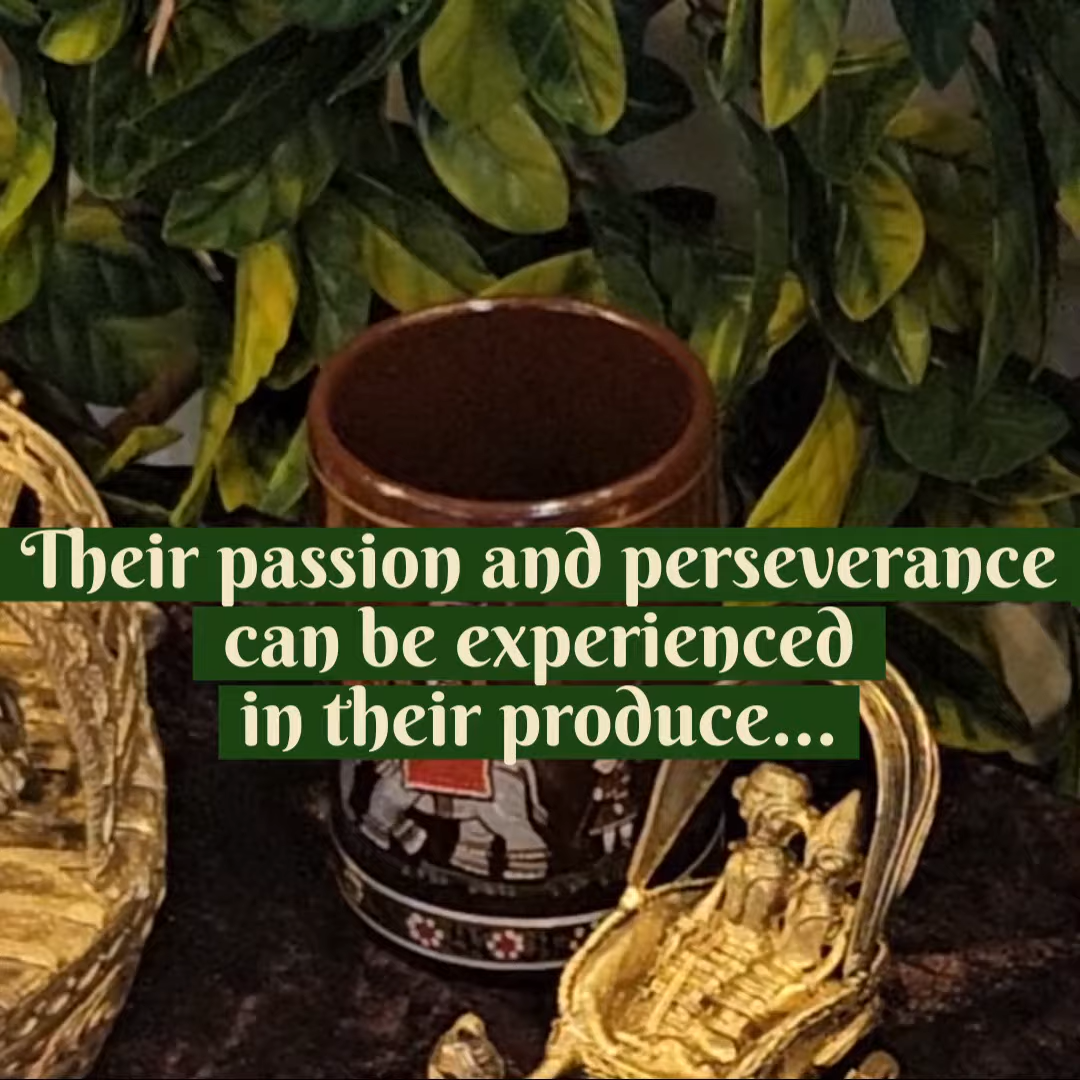 Their passion and perseverance
can be experienced
in their produce...